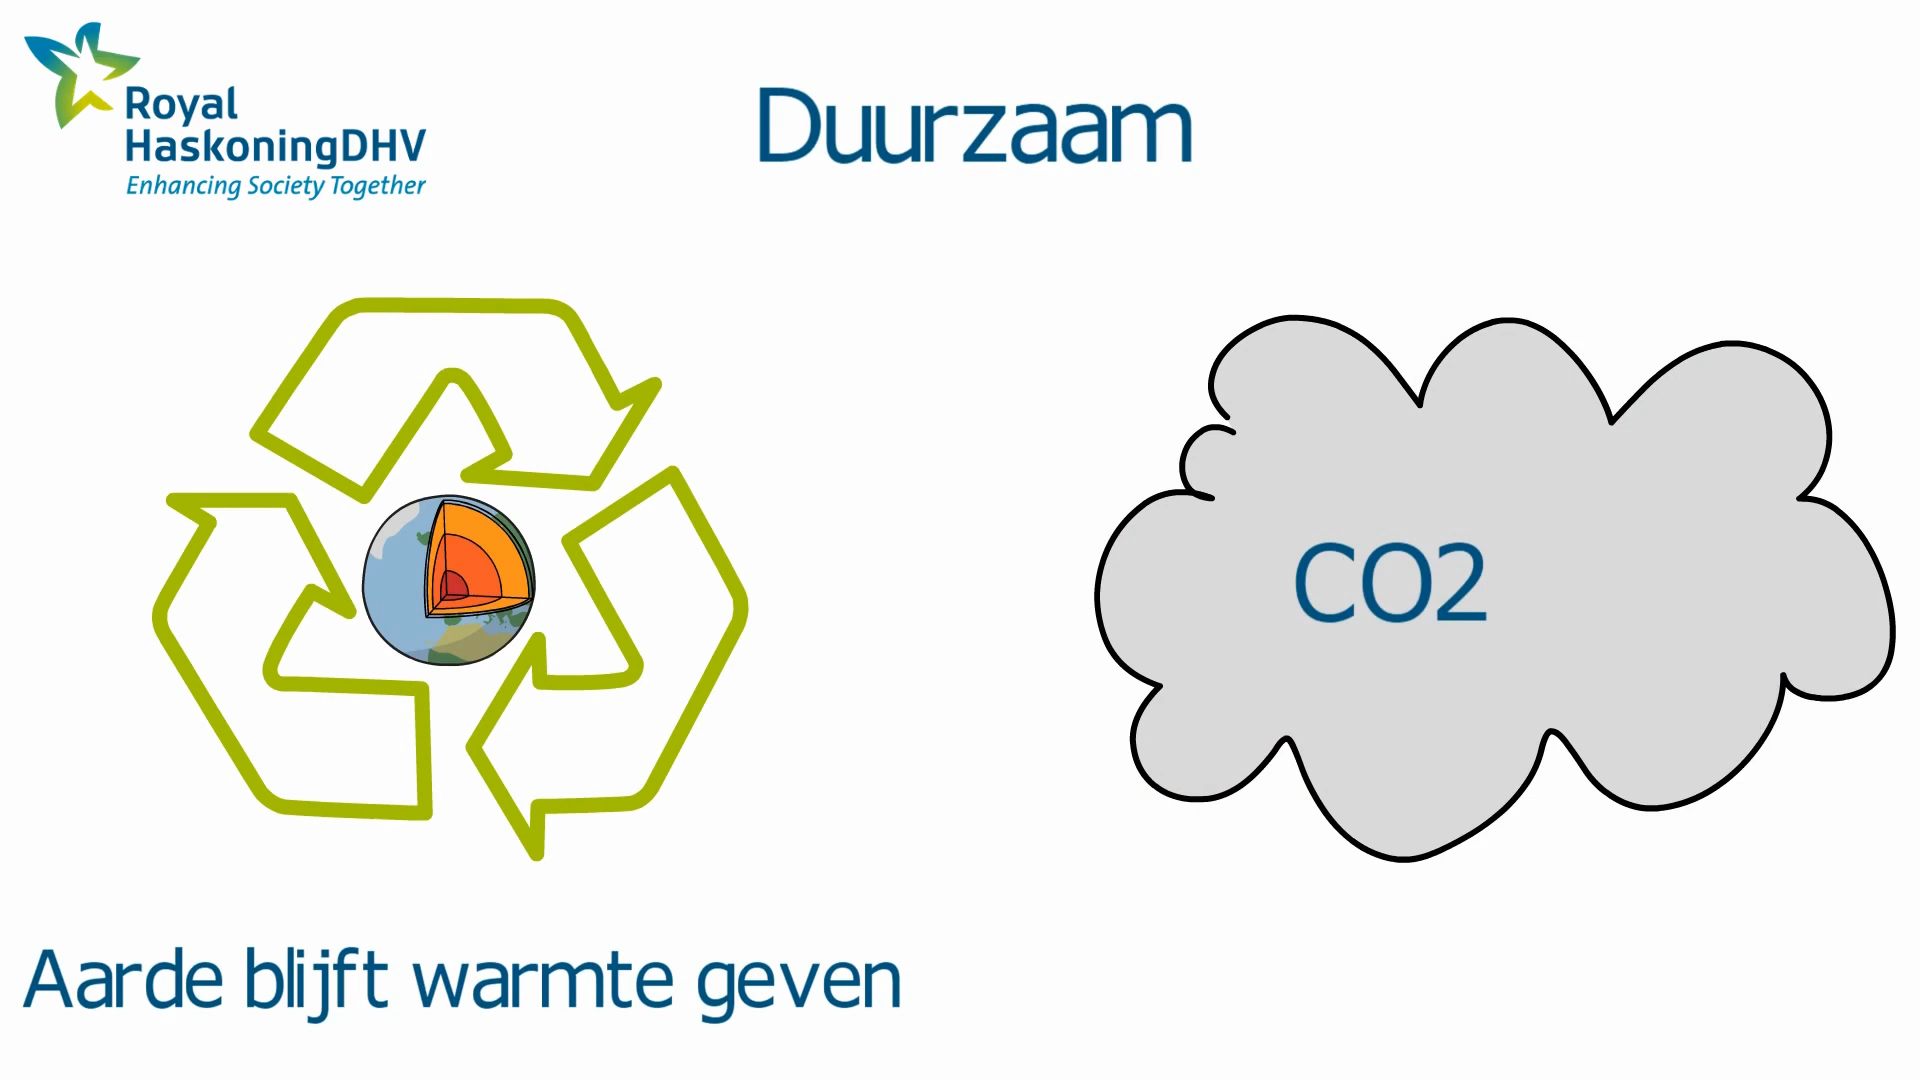 Royal
HaskoningDHV
Enhancing Society Together
Duurzaam
CO2
Aarde blijft warmte geven